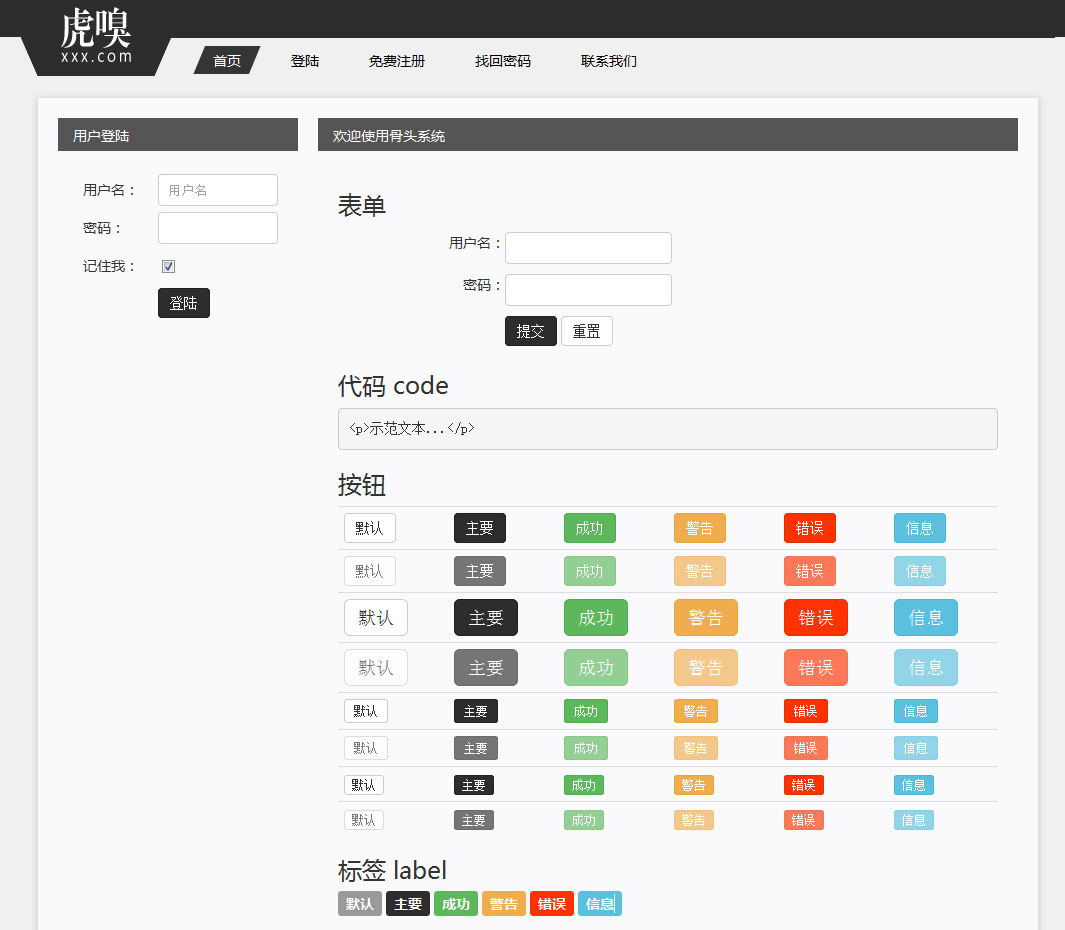 虎嗅
xxx.com
首页 登陆 免费注册 找回密码 联系我们
用户登陆
用户名： 用户名
密码：
记住我：
登陆
欢迎使用骨头系统
表单
用户名：
密码：
提交 重置
代码 code
<p>示范文本...</p>
按钮
默认 主要 成功 警告 错误 信息
默认 主要 成功 警告 错误 信息
默认 主要 成功 警告 错误 信息
默认 主要 成功 警告 错误 信息
默认 主要 成功 警告 错误 信息
默认 主要 成功 警告 错误 信息
默认 主要 成功 警告 错误 信息
默认 主要 成功 警告 错误 信息
标签 label
默认 主要 成功 警告 错误 信息